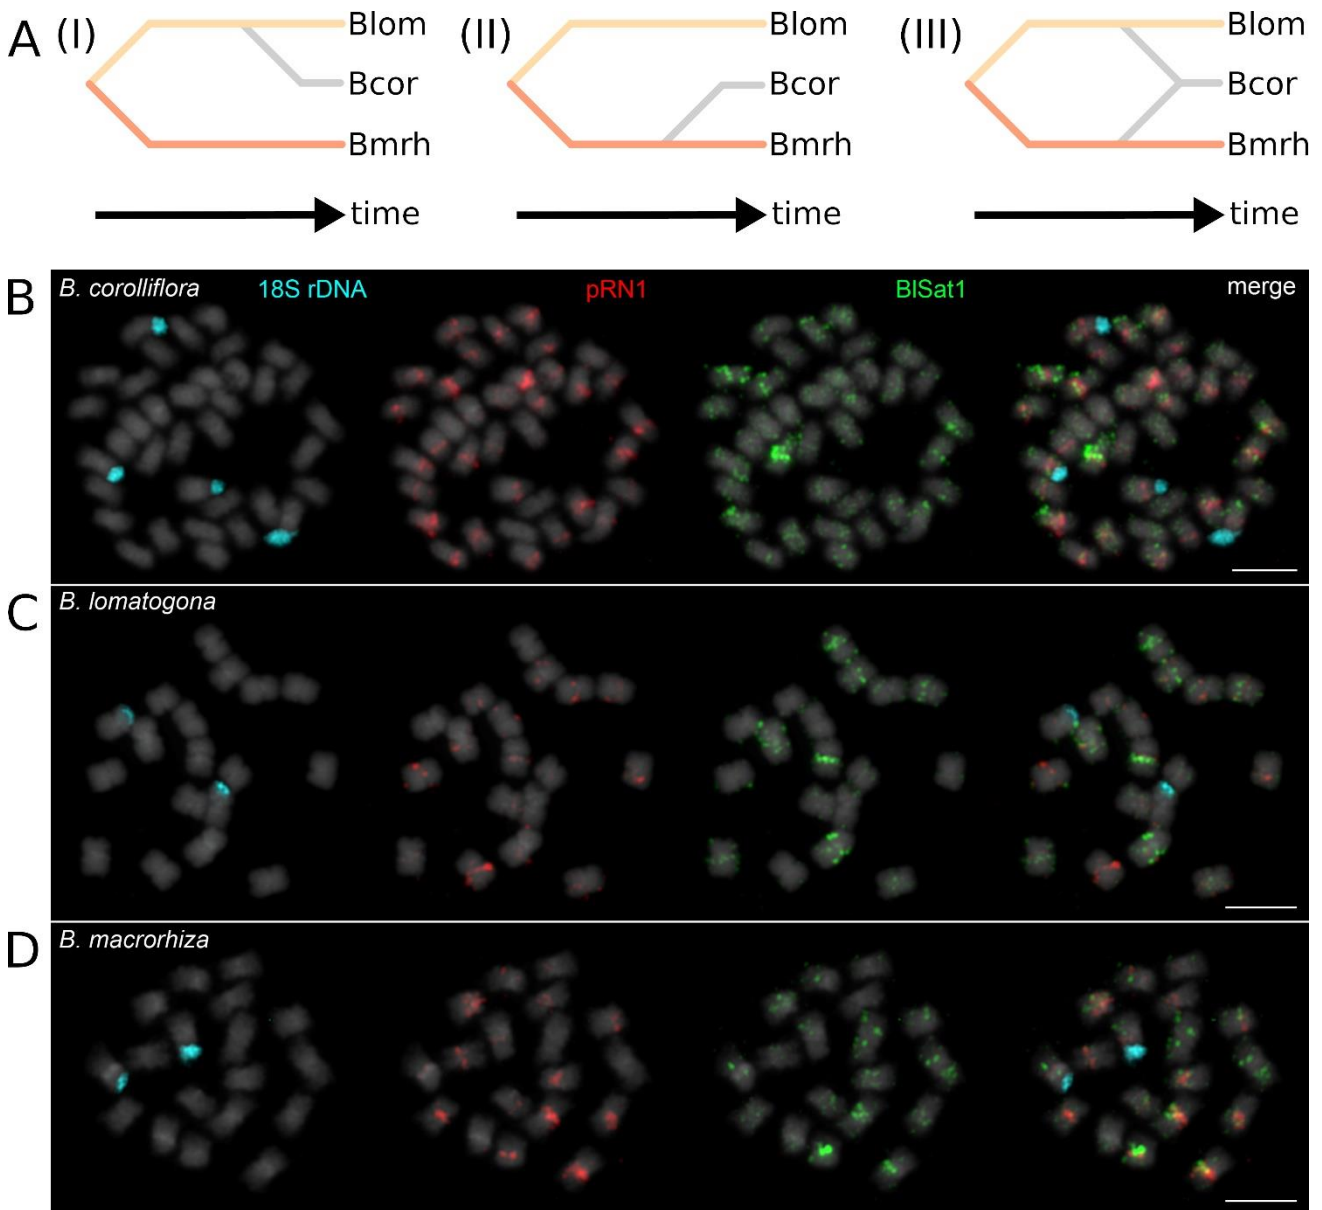 A (I) Blom (II) Blom (III) Blom
Bcor Bcor Bcor
Bmrh Bmrh Bmrh
time time time
B B. corolliflora 18S rDNA pRN1 BlSat1 merge
C B. lomatogona
D B. macrorhiza